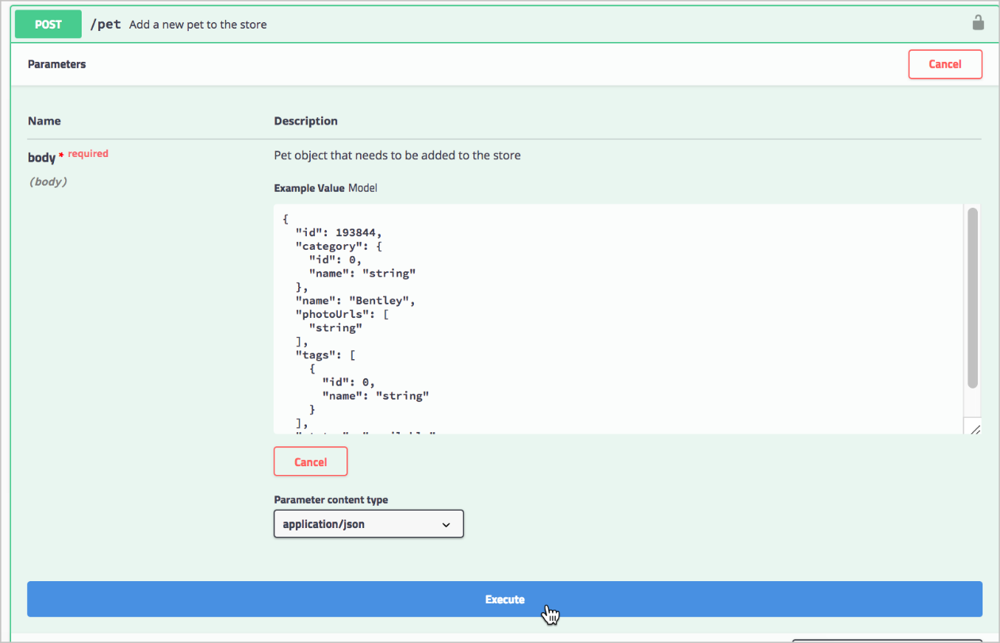 POST /pet Add a new pet to the store
Parameters
Cancel
Name Description
body * required
(body)
Pet object that needs to be added to the store
Example Value Model
{
  "id": 193844,
  "category": {
    "id": 0,
    "name": "string"
  },
  "name": "Bentley",
  "photoUrls": [
    "string"
  ],
  "tags": [
    {
      "id": 0,
      "name": "string"
    }
  ],
Cancel
Parameter content type
application/json
Execute